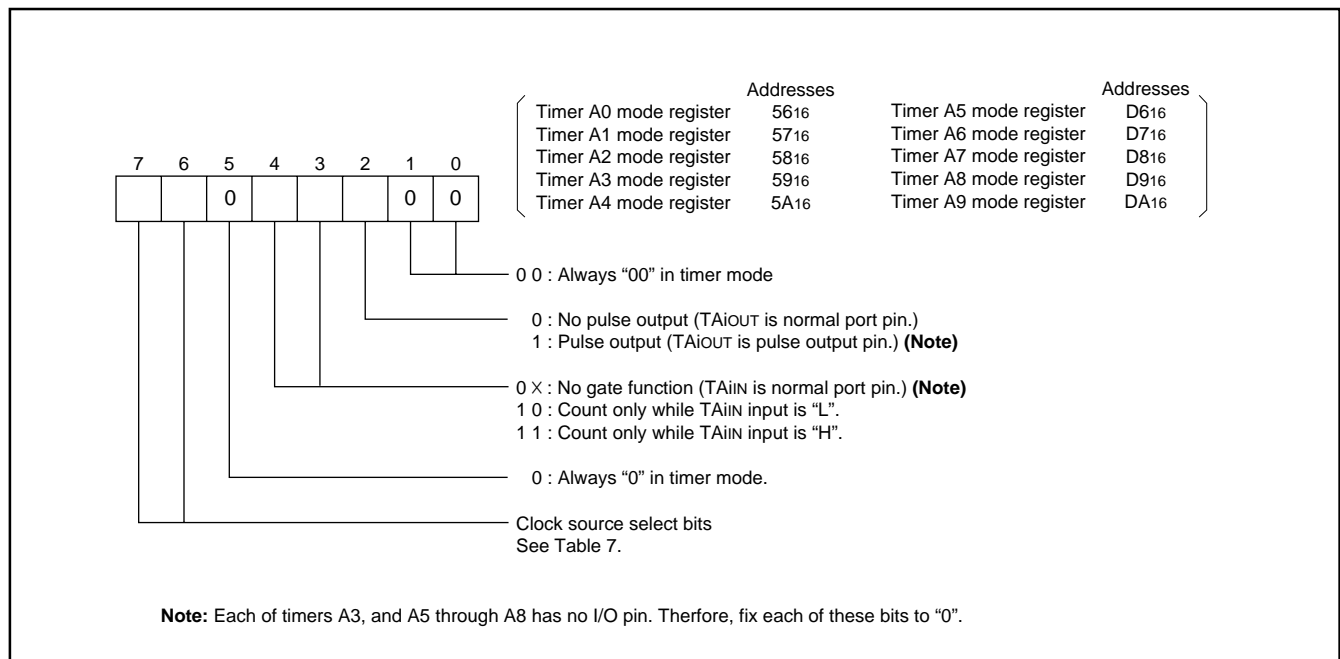 Addresses Addresses
Timer A0 mode register 5616 Timer A5 mode register D616
Timer A1 mode register 5716 Timer A6 mode register D716
Timer A2 mode register 5816 Timer A7 mode register D816
Timer A3 mode register 5916 Timer A8 mode register D916
Timer A4 mode register 5A16 Timer A9 mode register DA16
7 6 5 4 3 2 1 0
0 0 0
0 0 : Always “00” in timer mode
0 : No pulse output (TAiOUT is normal port pin.)
1 : Pulse output (TAiOUT is pulse output pin.) (Note)
0 × : No gate function (TAiIN is normal port pin.) (Note)
1 0 : Count only while TAiIN input is “L”.
1 1 : Count only while TAiIN input is “H”.
0 : Always “0” in timer mode.
Clock source select bits
See Table 7.
Note: Each of timers A3, and A5 through A8 has no I/O pin. Therfore, fix each of these bits to “0”.